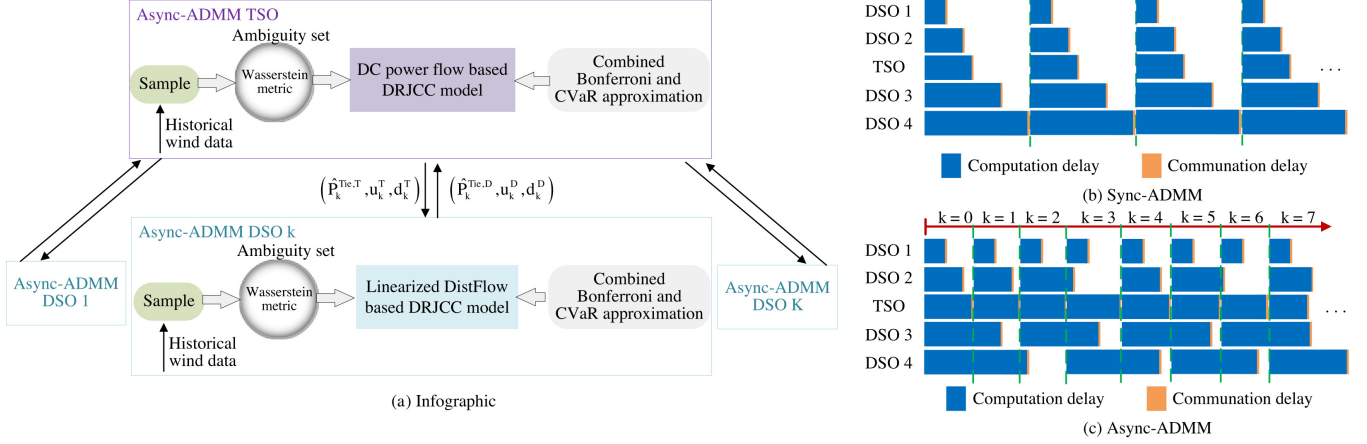 Async-ADMM TSO
Ambiguity set
Sample
Wasserstein
metric
DC power flow based
DRJCC model
Combined
Bonferroni and
CVaR approximation
Historical
wind data
(P̂_k^{Tie,T}, u_k^T, d_k^T)
(P̂_k^{Tie,D}, u_k^D, d_k^D)
Async-ADMM DSO k
Ambiguity set
Sample
Wasserstein
metric
Linearized DistFlow
based DRJCC model
Combined
Bonferroni and
CVaR approximation
Historical
wind data
Async-ADMM
DSO 1
Async-ADMM
DSO K
(a) Infographic
DSO 1
DSO 2
TSO
DSO 3
DSO 4
. . .
Computation delay
Communation delay
(b) Sync-ADMM
k = 0 k = 1 k = 2 k = 3 k = 4 k = 5 k = 6 k = 7
DSO 1
DSO 2
TSO
DSO 3
DSO 4
. . .
Computation delay
Communation delay
(c) Async-ADMM